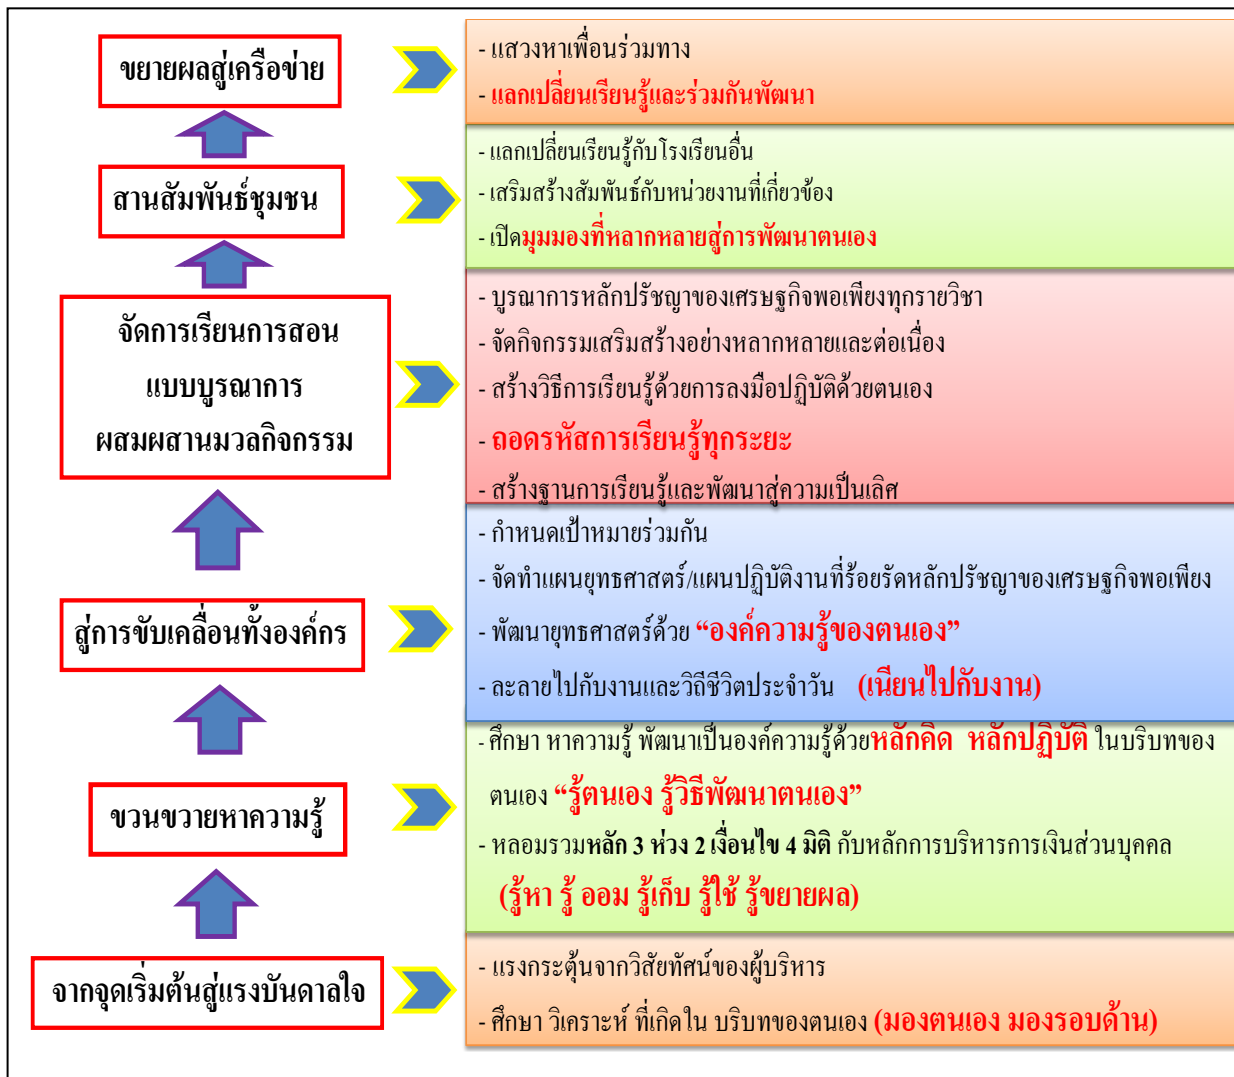 ขยายผลสู่เครือข่าย
- แสวงหาเพื่อนร่วมทาง
- แลกเปลี่ยนเรียนรู้และร่วมกันพัฒนา
สานสัมพันธ์ชุมชน
- แลกเปลี่ยนเรียนรู้กับโรงเรียนอื่น
- เสริมสร้างสัมพันธ์กับหน่วยงานที่เกี่ยวข้อง
- เปิดมุมมองที่หลากหลายสู่การพัฒนาตนเอง
จัดการเรียนการสอน
แบบบูรณาการ
ผสมผสานมวลกิจกรรม
- บูรณาการหลักปรัชญาของเศรษฐกิจพอเพียงทุกรายวิชา
- จัดกิจกรรมเสริมสร้างอย่างหลากหลายและต่อเนื่อง
- สร้างวิธีการเรียนรู้ด้วยการลงมือปฏิบัติด้วยตนเอง
- ถอดรหัสการเรียนรู้ทุกระยะ
- สร้างฐานการเรียนรู้และพัฒนาสู่ความเป็นเลิศ
สู่การขับเคลื่อนทั้งองค์กร
- กำหนดเป้าหมายร่วมกัน
- จัดทำแผนยุทธศาสตร์/แผนปฏิบัติงานที่ร้อยรัดหลักปรัชญาของเศรษฐกิจพอเพียง
- พัฒนายุทธศาสตร์ด้วย “องค์ความรู้ของตนเอง”
- ละลายไปกับงานและวิถีชีวิตประจำวัน (เนียนไปกับงาน)
ขวนขวายหาความรู้
- ศึกษา หาความรู้ พัฒนาเป็นองค์ความรู้ด้วยหลักคิด หลักปฏิบัติ ในบริบทของ
ตนเอง “รู้ตนเอง รู้วิธีพัฒนาตนเอง”
- หลอมรวมหลัก 3 ห่วง 2 เงื่อนไข 4 มิติ กับหลักการบริหารการเงินส่วนบุคคล
(รู้หา รู้ ออม รู้เก็บ รู้ใช้ รู้ขยายผล)
จากจุดเริ่มต้นสู่แรงบันดาลใจ
- แรงกระตุ้นจากวิสัยทัศน์ของผู้บริหาร
- ศึกษา วิเคราะห์ ที่เกิดใน บริบทของตนเอง (มองตนเอง มองรอบด้าน)